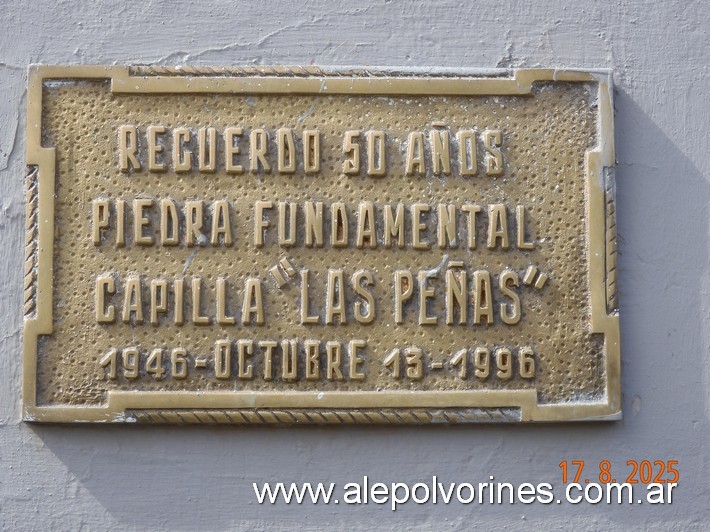 RECUERDO 50 AÑOS
PIEDRA FUNDAMENTAL
CAPILLA "LAS PEÑAS"
1946-OCTUBRE 13-1996
17. 8. 2025
www.alepolvorines.com.ar